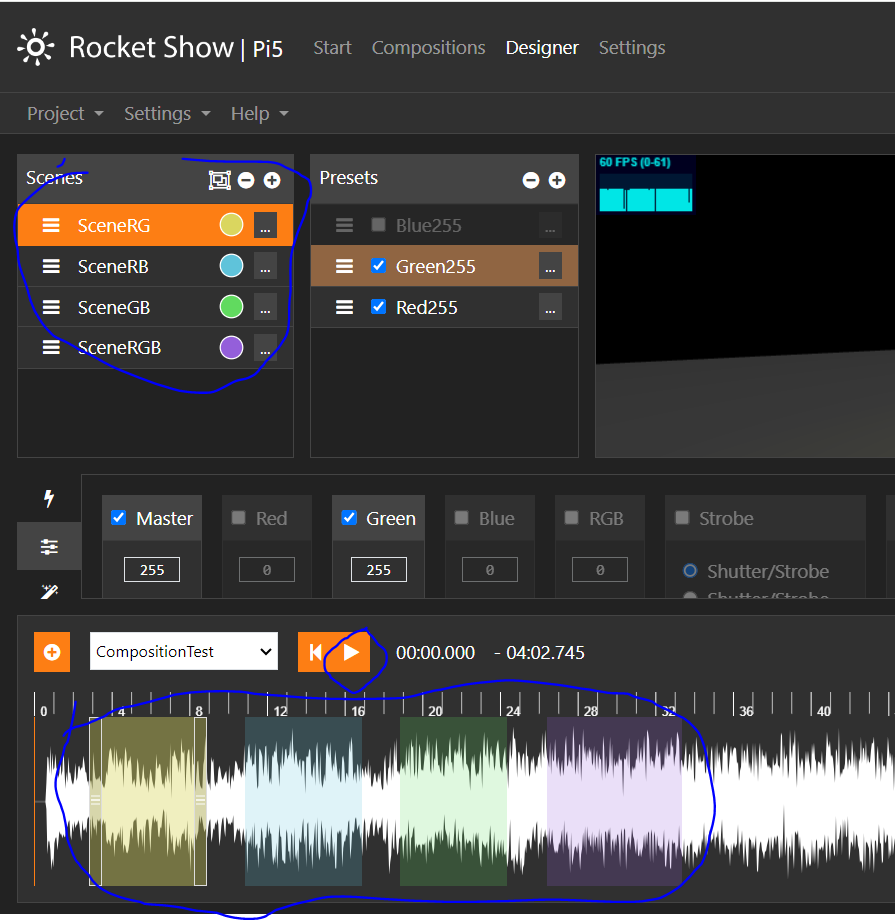 Rocket Show | Pi5 Start Compositions Designer Settings
Project Settings Help
Scenes
SceneRG ...
SceneRB ...
SceneGB ...
SceneRGB ...
Presets
Blue255 ...
Green255 ...
Red255 ...
60 FPS (0-61)
Master Red Green Blue RGB Strobe
255 0 255 0 0
Shutter/Strobe
Shutter/Strobe
CompositionTest 00:00.000 - 04:02.745
0 4 8 12 16 20 24 28 32 36 40